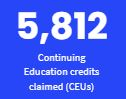 5,812
Continuing
Education credits
claimed (CEUs)